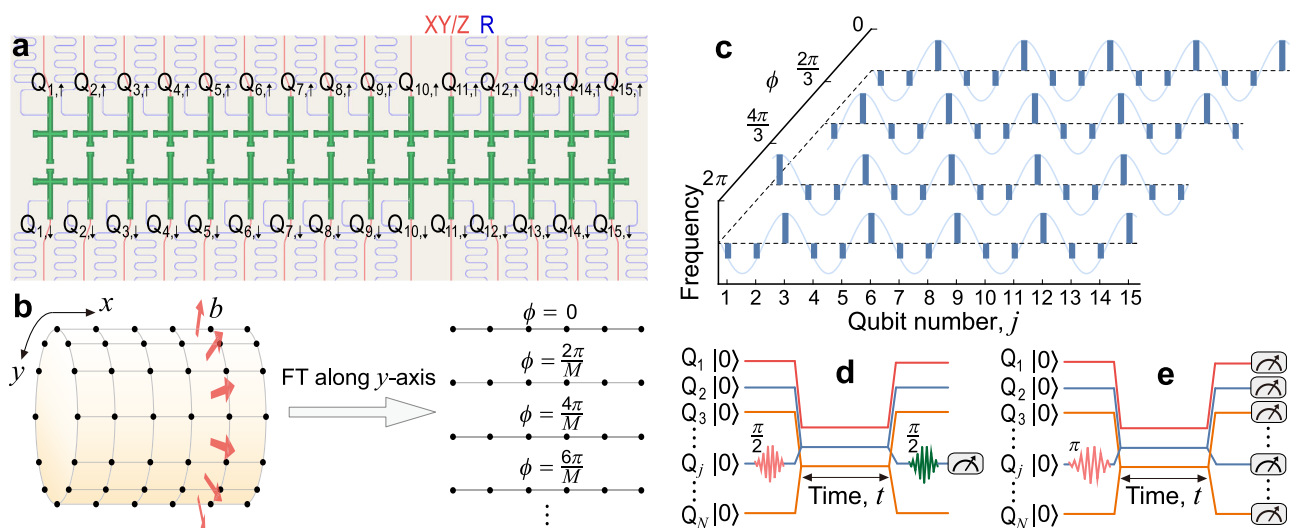 XY/Z R
a
Q1,↑ Q2,↑ Q3,↑ Q4,↑ Q5,↑ Q6,↑ Q7,↑ Q8,↑ Q9,↑ Q10,↑ Q11,↑ Q12,↑ Q13,↑ Q14,↑ Q15,↑
Q1,↓ Q2,↓ Q3,↓ Q4,↓ Q5,↓ Q6,↓ Q7,↓ Q8,↓ Q9,↓ Q10,↓ Q11,↓ Q12,↓ Q13,↓ Q14,↓ Q15,↓
b
x
y
b
FT along y-axis
ϕ = 0
ϕ = 2π/M
ϕ = 4π/M
ϕ = 6π/M
⋮
c
0
2π/3
ϕ
4π/3
2π
Frequency
1 2 3 4 5 6 7 8 9 10 11 12 13 14 15
Qubit number, j
d
Q1 |0⟩
Q2 |0⟩
Q3 |0⟩
π/2 π/2
Qj |0⟩
Time, t
QN |0⟩
e
Q1 |0⟩
Q2 |0⟩
Q3 |0⟩
π
Qj |0⟩
Time, t
QN |0⟩